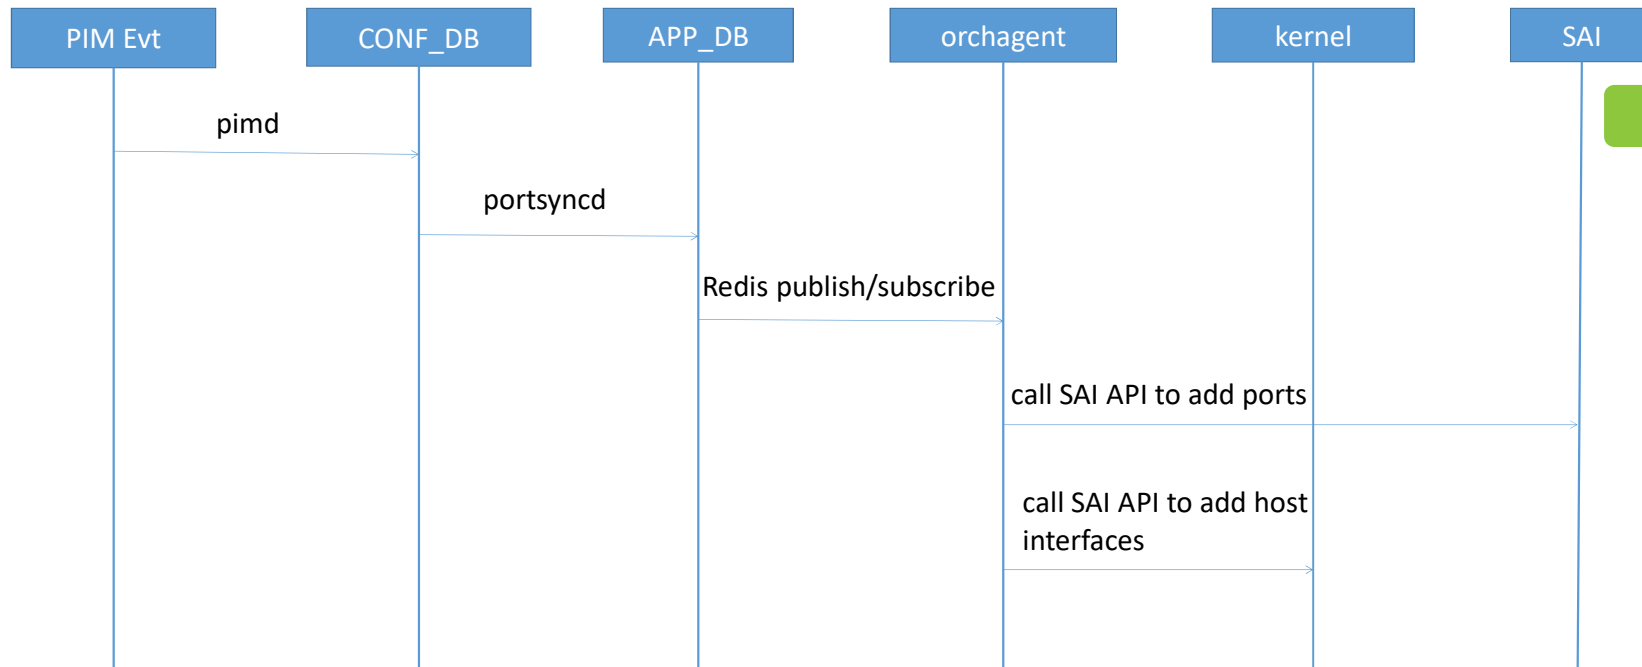 PIM Evt
CONF_DB
APP_DB
orchagent
kernel
SAI
pimd
portsyncd
Redis publish/subscribe
call SAI API to add ports
call SAI API to add host
interfaces